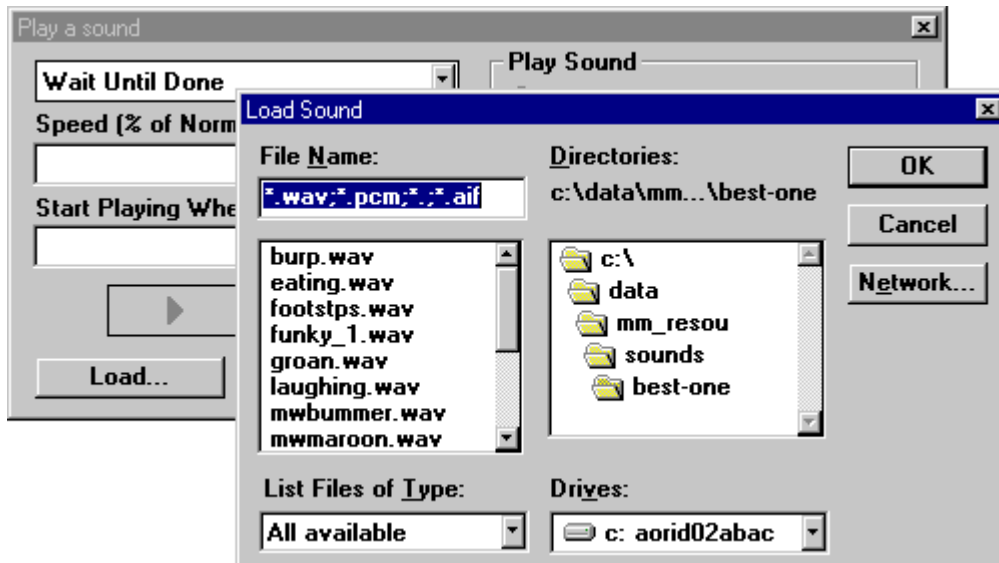 Play a sound
Wait Until Done
Play Sound
Speed (% of Norm
Start Playing Whe
Load...
Load Sound
File Name:
*.wav;*.pcm;*.;*.aif
burp.wav
eating.wav
footstps.wav
funky_1.wav
groan.wav
laughing.wav
mwbummer.wav
mwmaroon.wav
List Files of Type:
All available
Directories:
c:\data\mm...\best-one
c:\
data
mm_resou
sounds
best-one
Drives:
c: aorid02abac
OK
Cancel
Network...